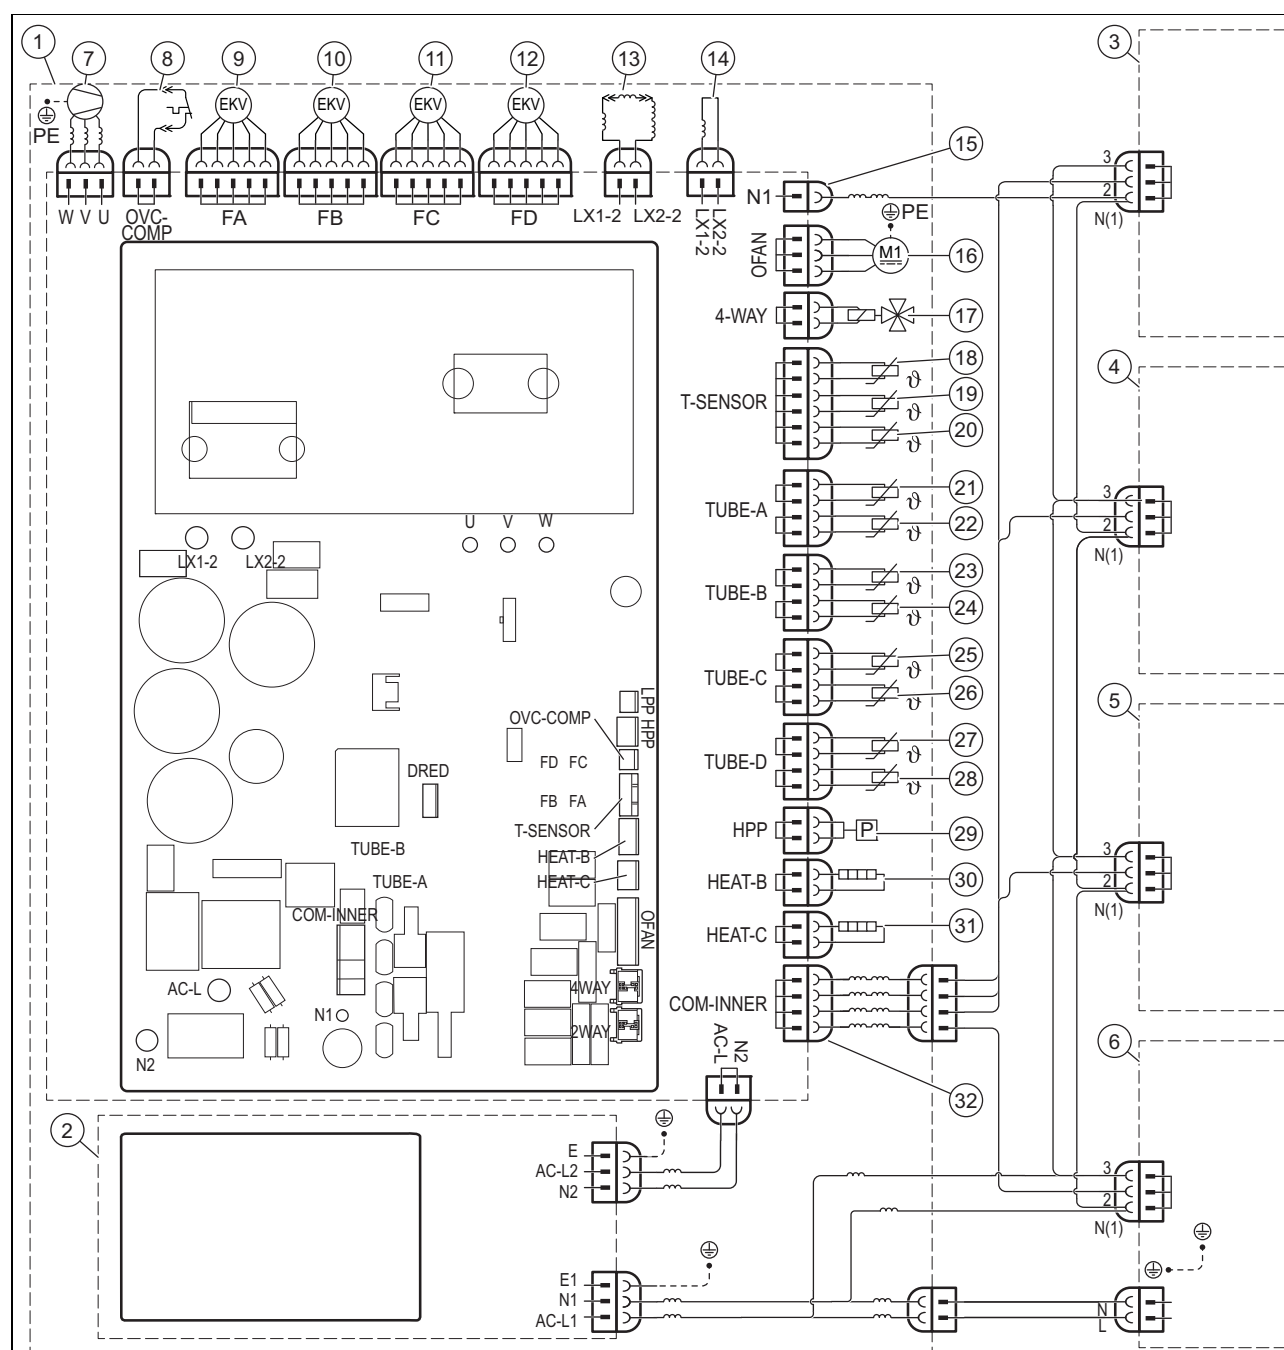 1
7
8
9
10
11
12
13
14
3
EKV
EKV
EKV
EKV
PE
15
3
2
N(1)
W V U
OVC-COMP
FA
FB
FC
FD
LX1-2
LX2-2
LX1-2
LX2-2
N1
PE
OFAN
M1
16
4-WAY
17
T-SENSOR
18
ϑ
19
ϑ
20
ϑ
4
TUBE-A
21
ϑ
22
ϑ
3
2
N(1)
U
V
W
LX1-2
LX2-2
TUBE-B
23
ϑ
24
ϑ
TUBE-C
25
ϑ
26
ϑ
5
LPP
HPP
OVC-COMP
FD FC
FB FA
DRED
T-SENSOR
TUBE-D
27
ϑ
28
ϑ
HPP
P
29
TUBE-B
HEAT-B
HEAT-C
TUBE-A
COM-INNER
OFAN
HEAT-B
30
3
2
N(1)
HEAT-C
31
AC-L
N1
N2
4WAY
2WAY
COM-INNER
AC-L
N2
32
6
2
E
AC-L2
N2
3
2
N(1)
E1
N1
AC-L1
N
L